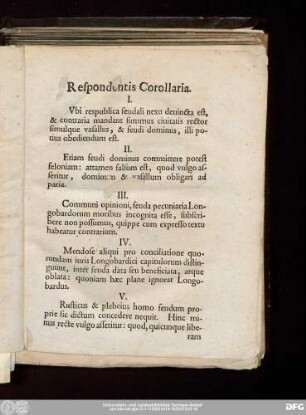 Respondentis Corollaria.
I.
Vbi respublica feudali nexu deuincta est,
& contraria mandant summus ciuitatis rector
simulque vasallus, & feudi dominus, illi po-
tius obediendum est.
II.
Etiam feudi dominus committere potest
feloniam: attamen falsum est, quod vulgo as-
seritur, dominum & vasallum obligari ad
paria.
III.
Communi opinioni, feuda pecuniaria Lon-
gobardorum moribus incognita esse, subscri-
bere non possumus, quippe cum expresso textu
habeatur contrarium.
IV.
Mendose aliqui pro conciliatione quo-
rundam iuris Longobardici capitulorum distin-
guunt, inter feuda data seu beneficiata, atque
oblata: quoniam hæc plane ignorat Longo-
bardus.
V.
Rusticus & plebeius homo feudum pro-
prie sic dictum concedere nequit. Hinc mi-
nus recte vulgo asseritur: quod, quicunque libe-
ram